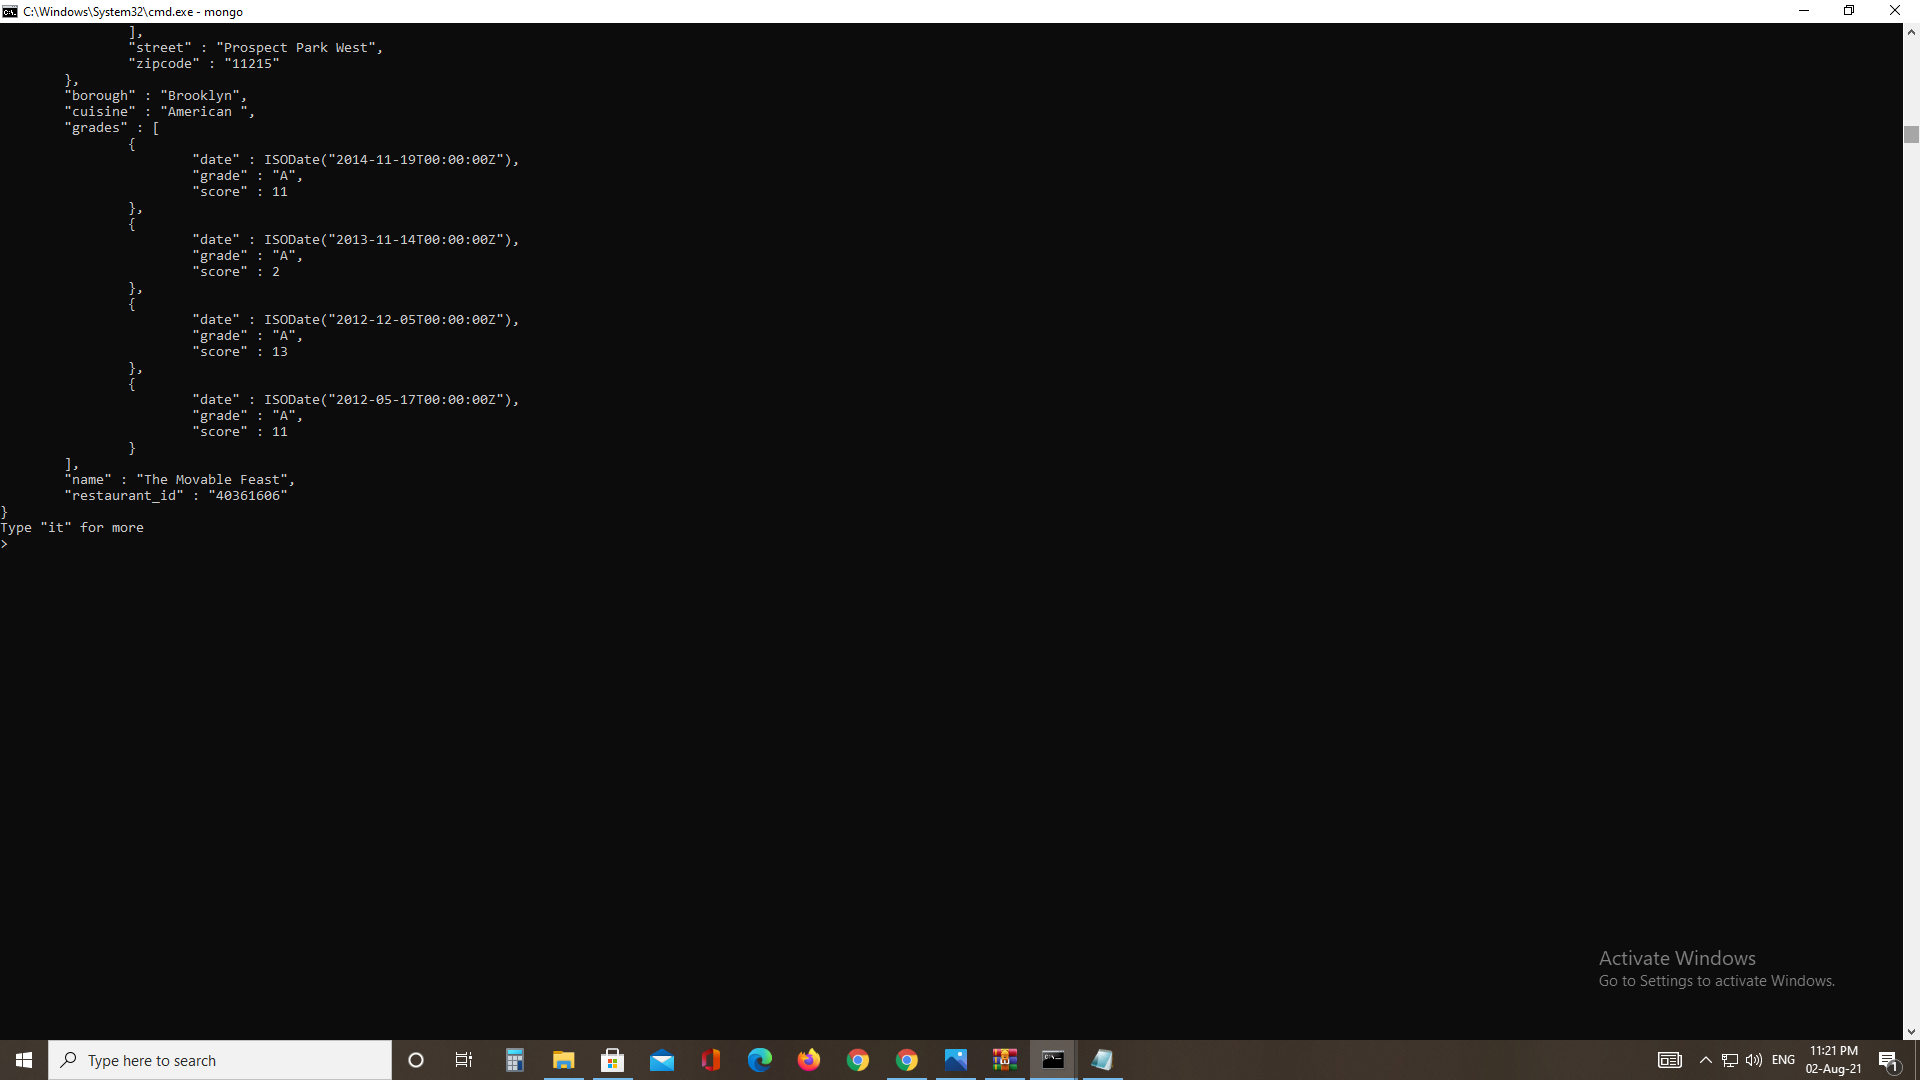 C:\Windows\System32\cmd.exe - mongo
],
"street" : "Prospect Park West",
"zipcode" : "11215"
},
"borough" : "Brooklyn",
"cuisine" : "American ",
"grades" : [
{
"date" : ISODate("2014-11-19T00:00:00Z"),
"grade" : "A",
"score" : 11
},
{
"date" : ISODate("2013-11-14T00:00:00Z"),
"grade" : "A",
"score" : 2
},
{
"date" : ISODate("2012-12-05T00:00:00Z"),
"grade" : "A",
"score" : 13
},
{
"date" : ISODate("2012-05-17T00:00:00Z"),
"grade" : "A",
"score" : 11
}
],
"name" : "The Movable Feast",
"restaurant_id" : "40361606"
}
Type "it" for more
>
Activate Windows
Go to Settings to activate Windows.
Type here to search
ENG
11:21 PM
02-Aug-21
1